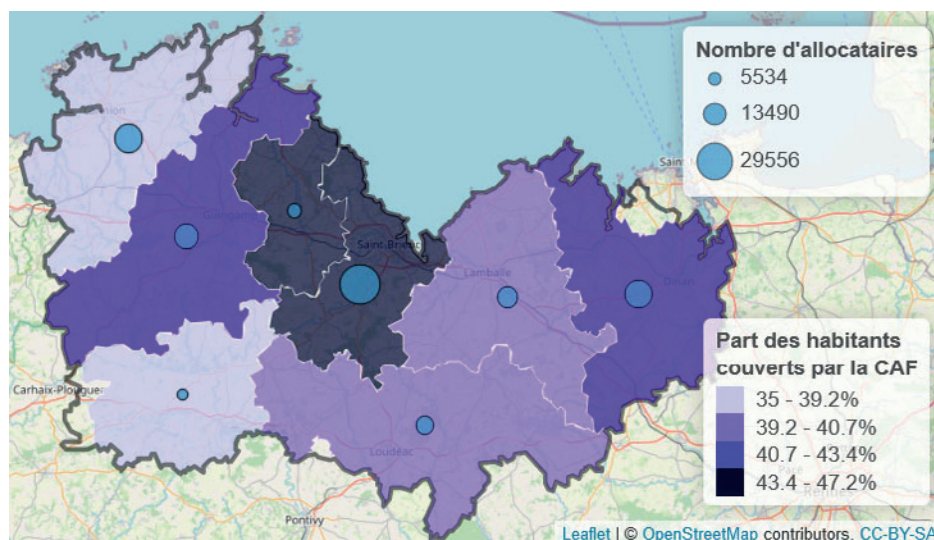 Nombre d'allocataires
5534
13490
29556
Saint-Brieuc
Lamballe
Dinan
Carhaix-Plouguer
Loudéac
Pontivy
Part des habitants
couverts par la CAF
35 - 39.2%
39.2 - 40.7%
40.7 - 43.4%
43.4 - 47.2%
Rennes
Leaflet | © OpenStreetMap contributors, CC-BY-SA